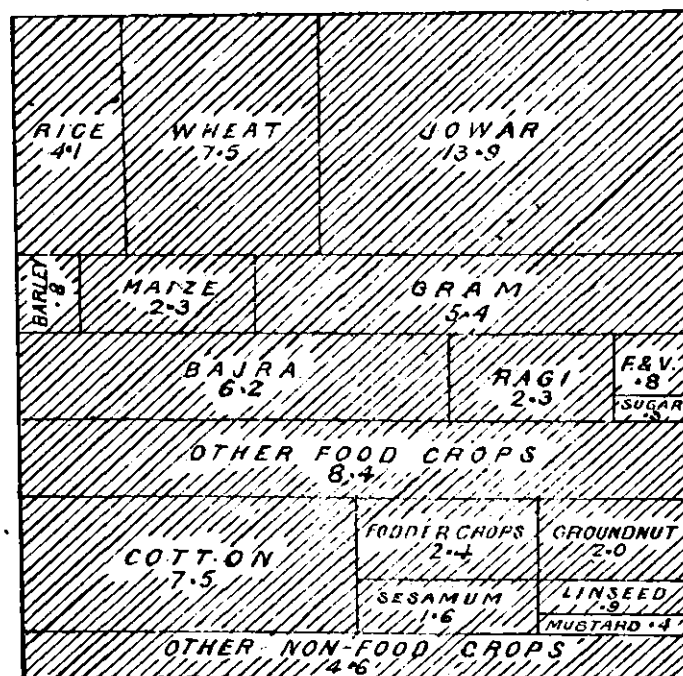 RICE
4·1
WHEAT
7·5
JOWAR
13·9
BARLEY
·8
MAIZE
2·3
GRAM
5·4
BAJRA
6·2
RAGI
2·3
F.&V.
·8
SUGAR
OTHER FOOD CROPS
8·4
COTTON
7·5
FODDER CROPS
2·4
GROUNDNUT
2·0
SESAMUM
1·6
LINSEED
·9
MUSTARD ·4
OTHER NON-FOOD CROPS
4·6